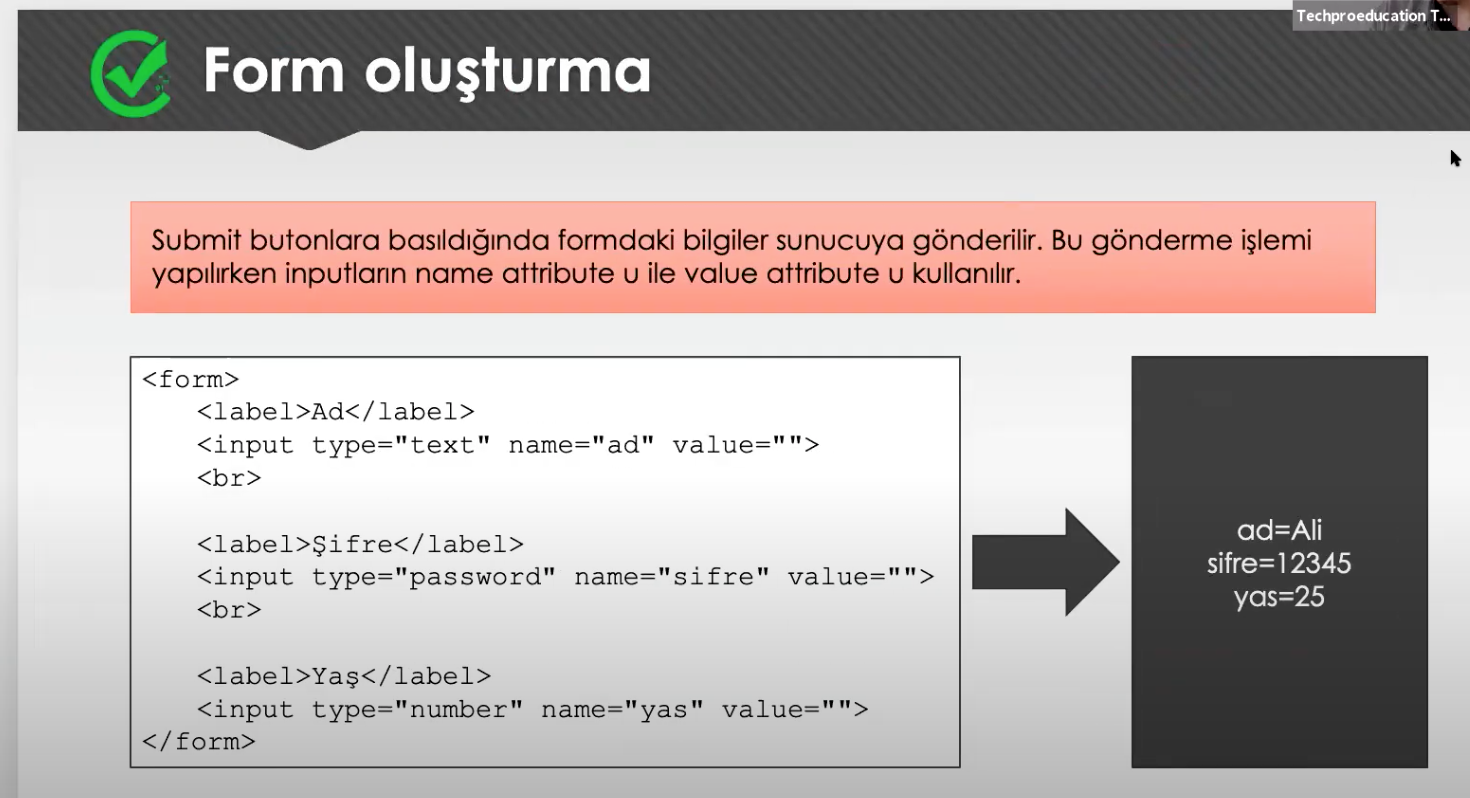 Techproeducation T...
Form oluşturma
Submit butonlara basıldığında formdaki bilgiler sunucuya gönderilir. Bu gönderme işlemi
yapılırken inputların name attribute u ile value attribute u kullanılır.
<form>
<label>Ad</label>
<input type="text" name="ad" value="">
<br>
<label>Şifre</label>
<input type="password" name="sifre" value="">
<br>
<label>Yaş</label>
<input type="number" name="yas" value="">
</form>
ad=Ali
sifre=12345
yas=25